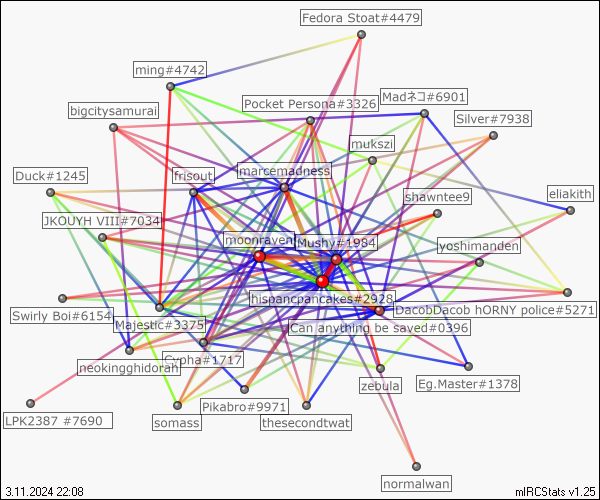 Fedora Stoat#4479
ming#4742
Madネコ#6901
Pocket Persona#3326
bigcitysamurai
Silver#7938
mukszi
marcemadness
Duck#1245
frisout
eliakith
shawntee9
JKOUYH VIII#7034
moonraven
Mushy#1984
yoshimanden
hispancpancakes#2928
Swirly Boi#6154
DacobDacob hORNY police#5271
Majestic#3375
Can anything be saved#0396
Cypha#1717
neokingghidorah
zebula
Eg.Master#1378
Pikabro#9971
LPK2387 #7690
somass
thesecondtwat
normalwan
3.11.2024 22:08
mIRCStats v1.25